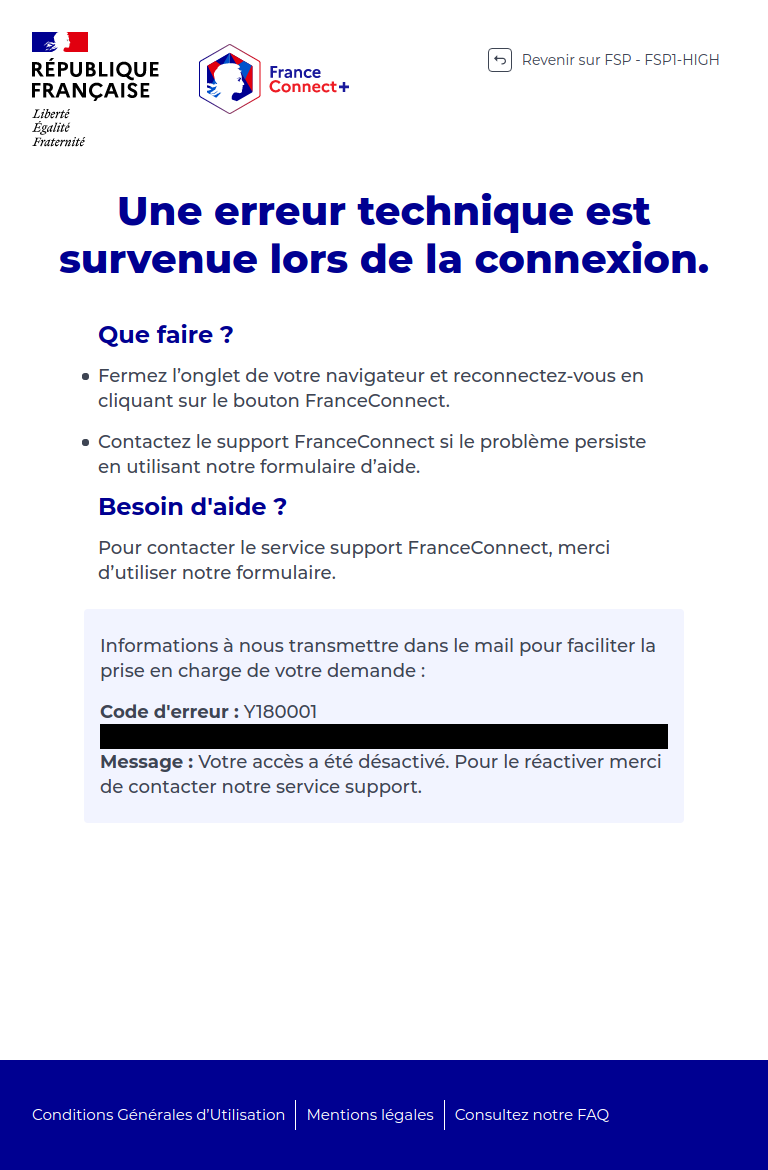 RÉPUBLIQUE
FRANÇAISE
Liberté
Égalité
Fraternité
France
Connect+
Revenir sur FSP - FSP1-HIGH
Une erreur technique est
survenue lors de la connexion.
Que faire ?
Fermez l’onglet de votre navigateur et reconnectez-vous en
cliquant sur le bouton FranceConnect.
Contactez le support FranceConnect si le problème persiste
en utilisant notre formulaire d’aide.
Besoin d'aide ?
Pour contacter le service support FranceConnect, merci
d’utiliser notre formulaire.
Informations à nous transmettre dans le mail pour faciliter la
prise en charge de votre demande :
Code d'erreur : Y180001
Message : Votre accès a été désactivé. Pour le réactiver merci
de contacter notre service support.
Conditions Générales d’Utilisation
Mentions légales
Consultez notre FAQ